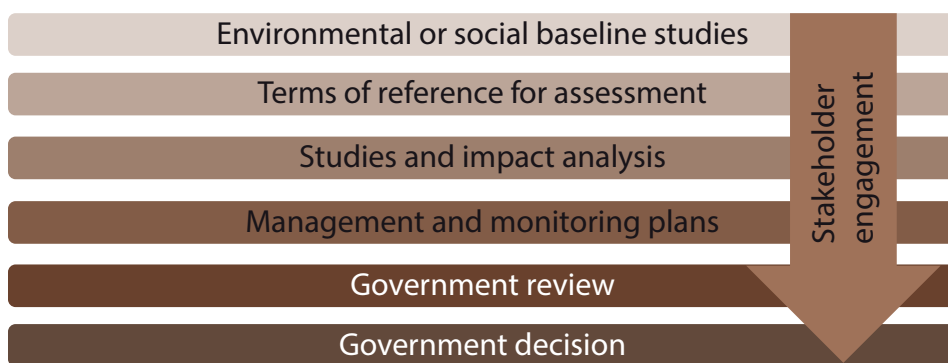 Environmental or social baseline studies
Terms of reference for assessment
Studies and impact analysis
Management and monitoring plans
Government review
Government decision
Stakeholder
engagement